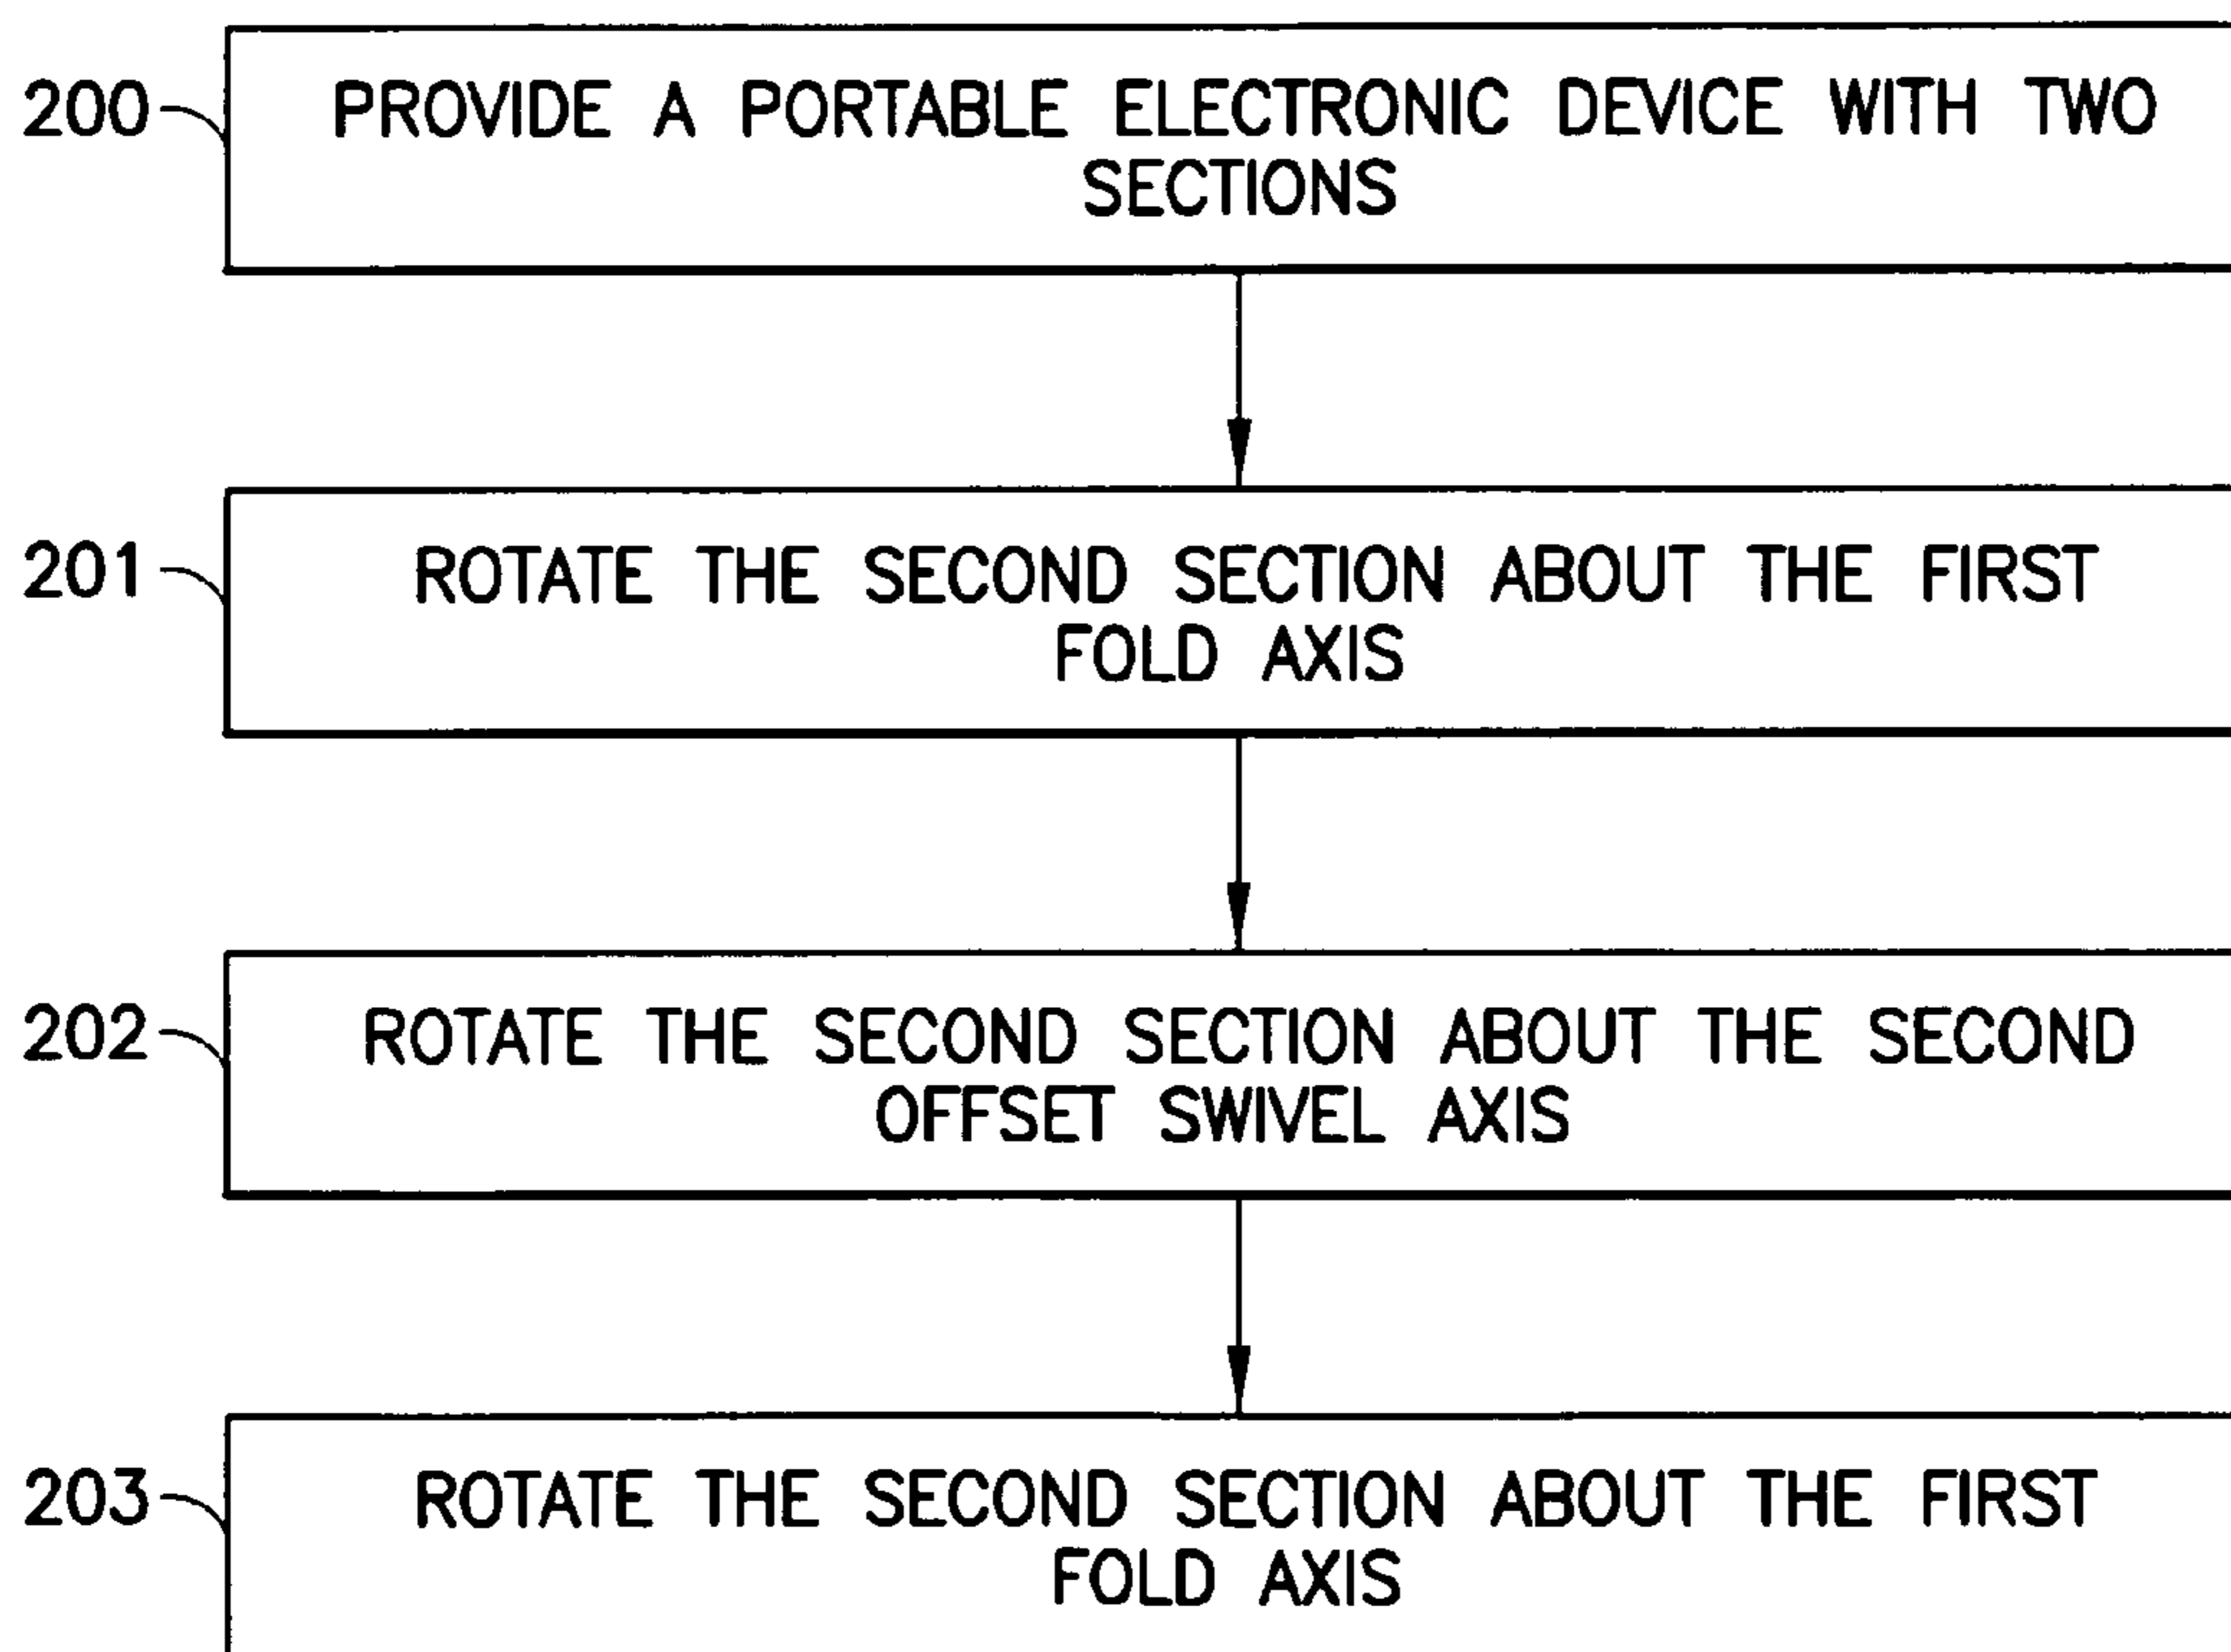 200
PROVIDE A PORTABLE ELECTRONIC DEVICE WITH TWO
SECTIONS
201
ROTATE THE SECOND SECTION ABOUT THE FIRST
FOLD AXIS
202
ROTATE THE SECOND SECTION ABOUT THE SECOND
OFFSET SWIVEL AXIS
203
ROTATE THE SECOND SECTION ABOUT THE FIRST
FOLD AXIS